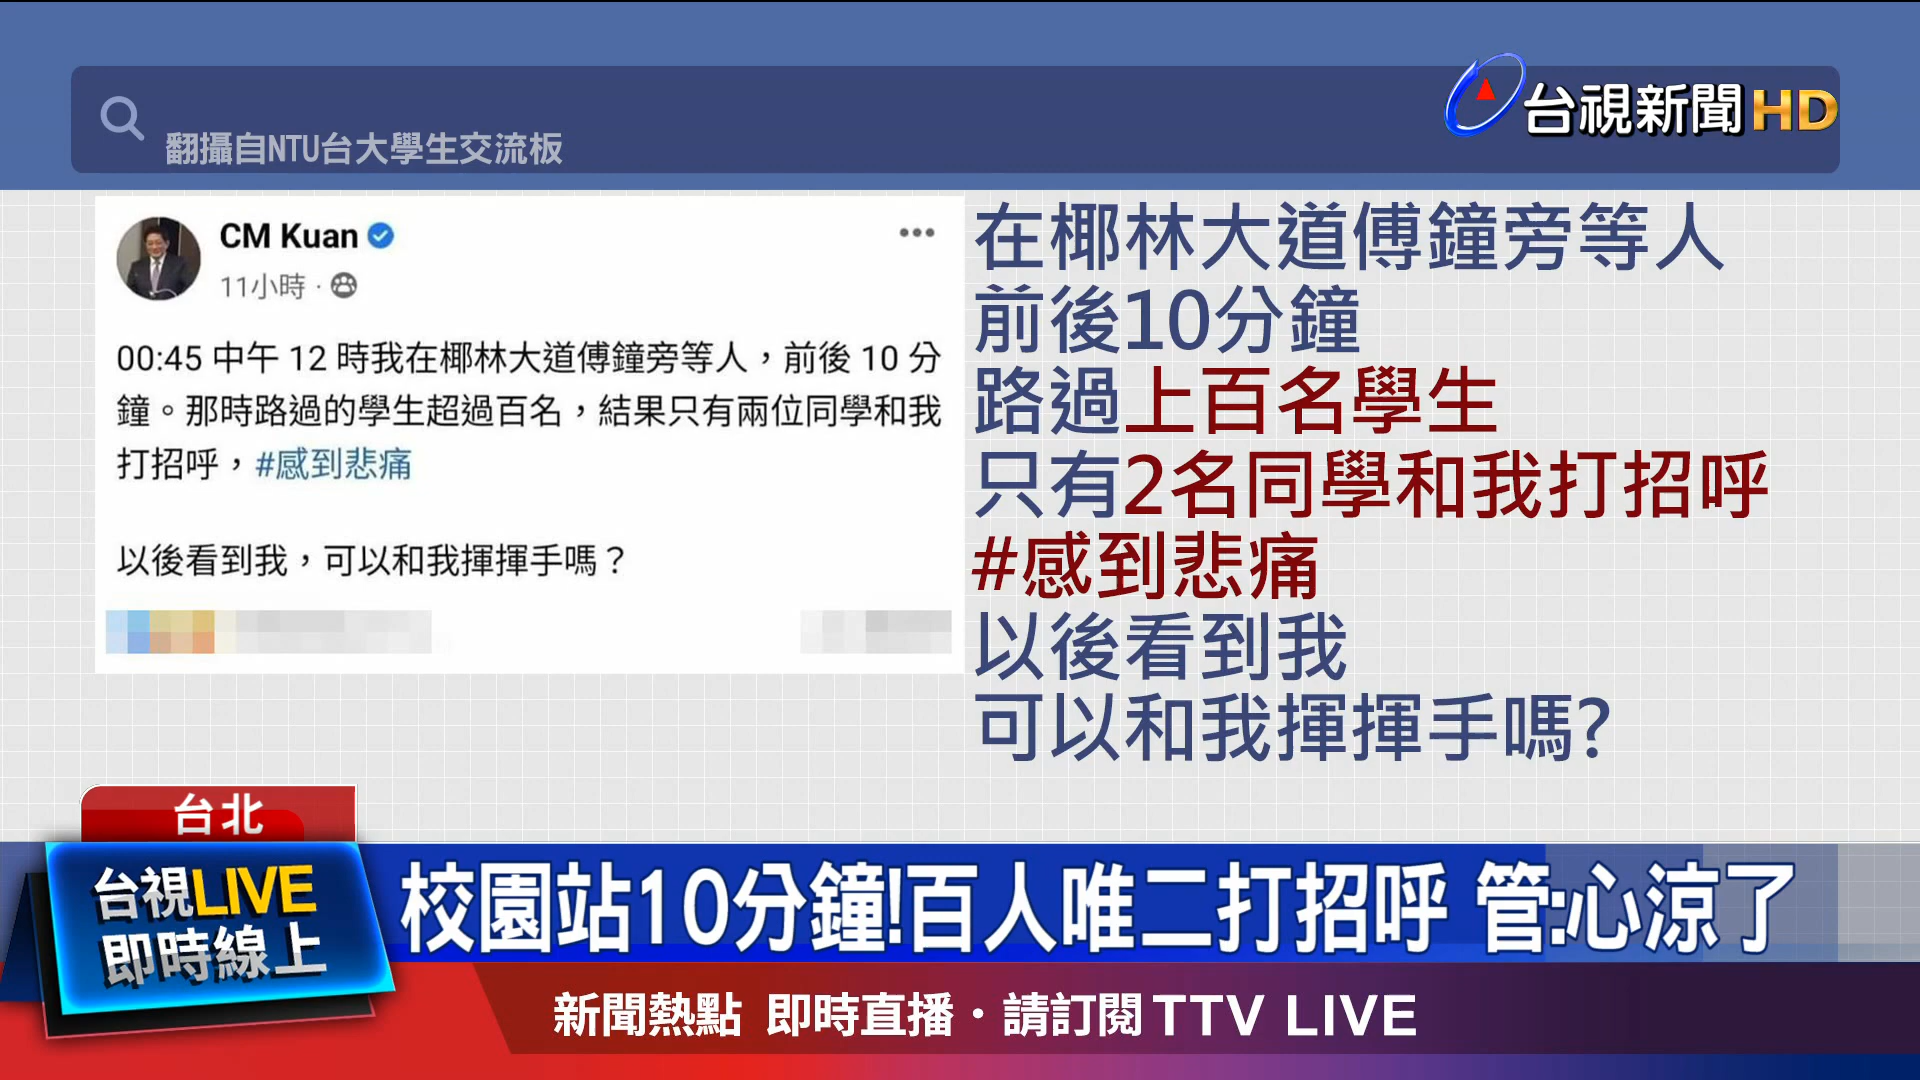 翻攝自NTU台大學生交流板
台視新聞HD
CM Kuan
11小時 ·
00:45 中午 12 時我在椰林大道傅鐘旁等人，前後 10 分
鐘。那時路過的學生超過百名，結果只有兩位同學和我
打招呼，#感到悲痛
以後看到我，可以和我揮揮手嗎？
在椰林大道傅鐘旁等人
前後10分鐘
路過上百名學生
只有2名同學和我打招呼
#感到悲痛
以後看到我
可以和我揮揮手嗎?
台北
台視LIVE
即時線上
校園站10分鐘!百人唯二打招呼 管:心涼了
新聞熱點 即時直播·請訂閱TTV LIVE